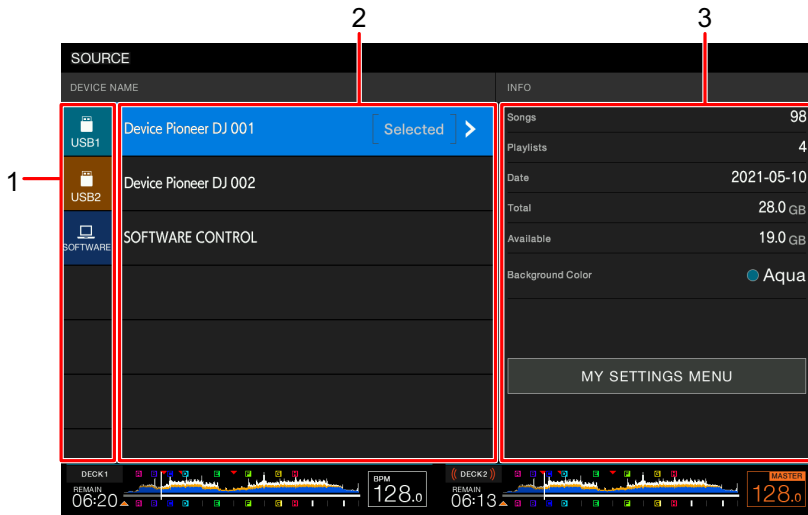 2
3
SOURCE
DEVICE NAME
INFO
1
USB1
Device Pioneer DJ 001
Selected
USB2
Device Pioneer DJ 002
SOFTWARE
SOFTWARE CONTROL
Songs 98
Playlists 4
Date 2021-05-10
Total 28.0 GB
Available 19.0 GB
Background Color Aqua
MY SETTINGS MENU
DECK1
REMAIN
06:20
BPM
128.0
DECK2
REMAIN
06:13
MASTER
128.0